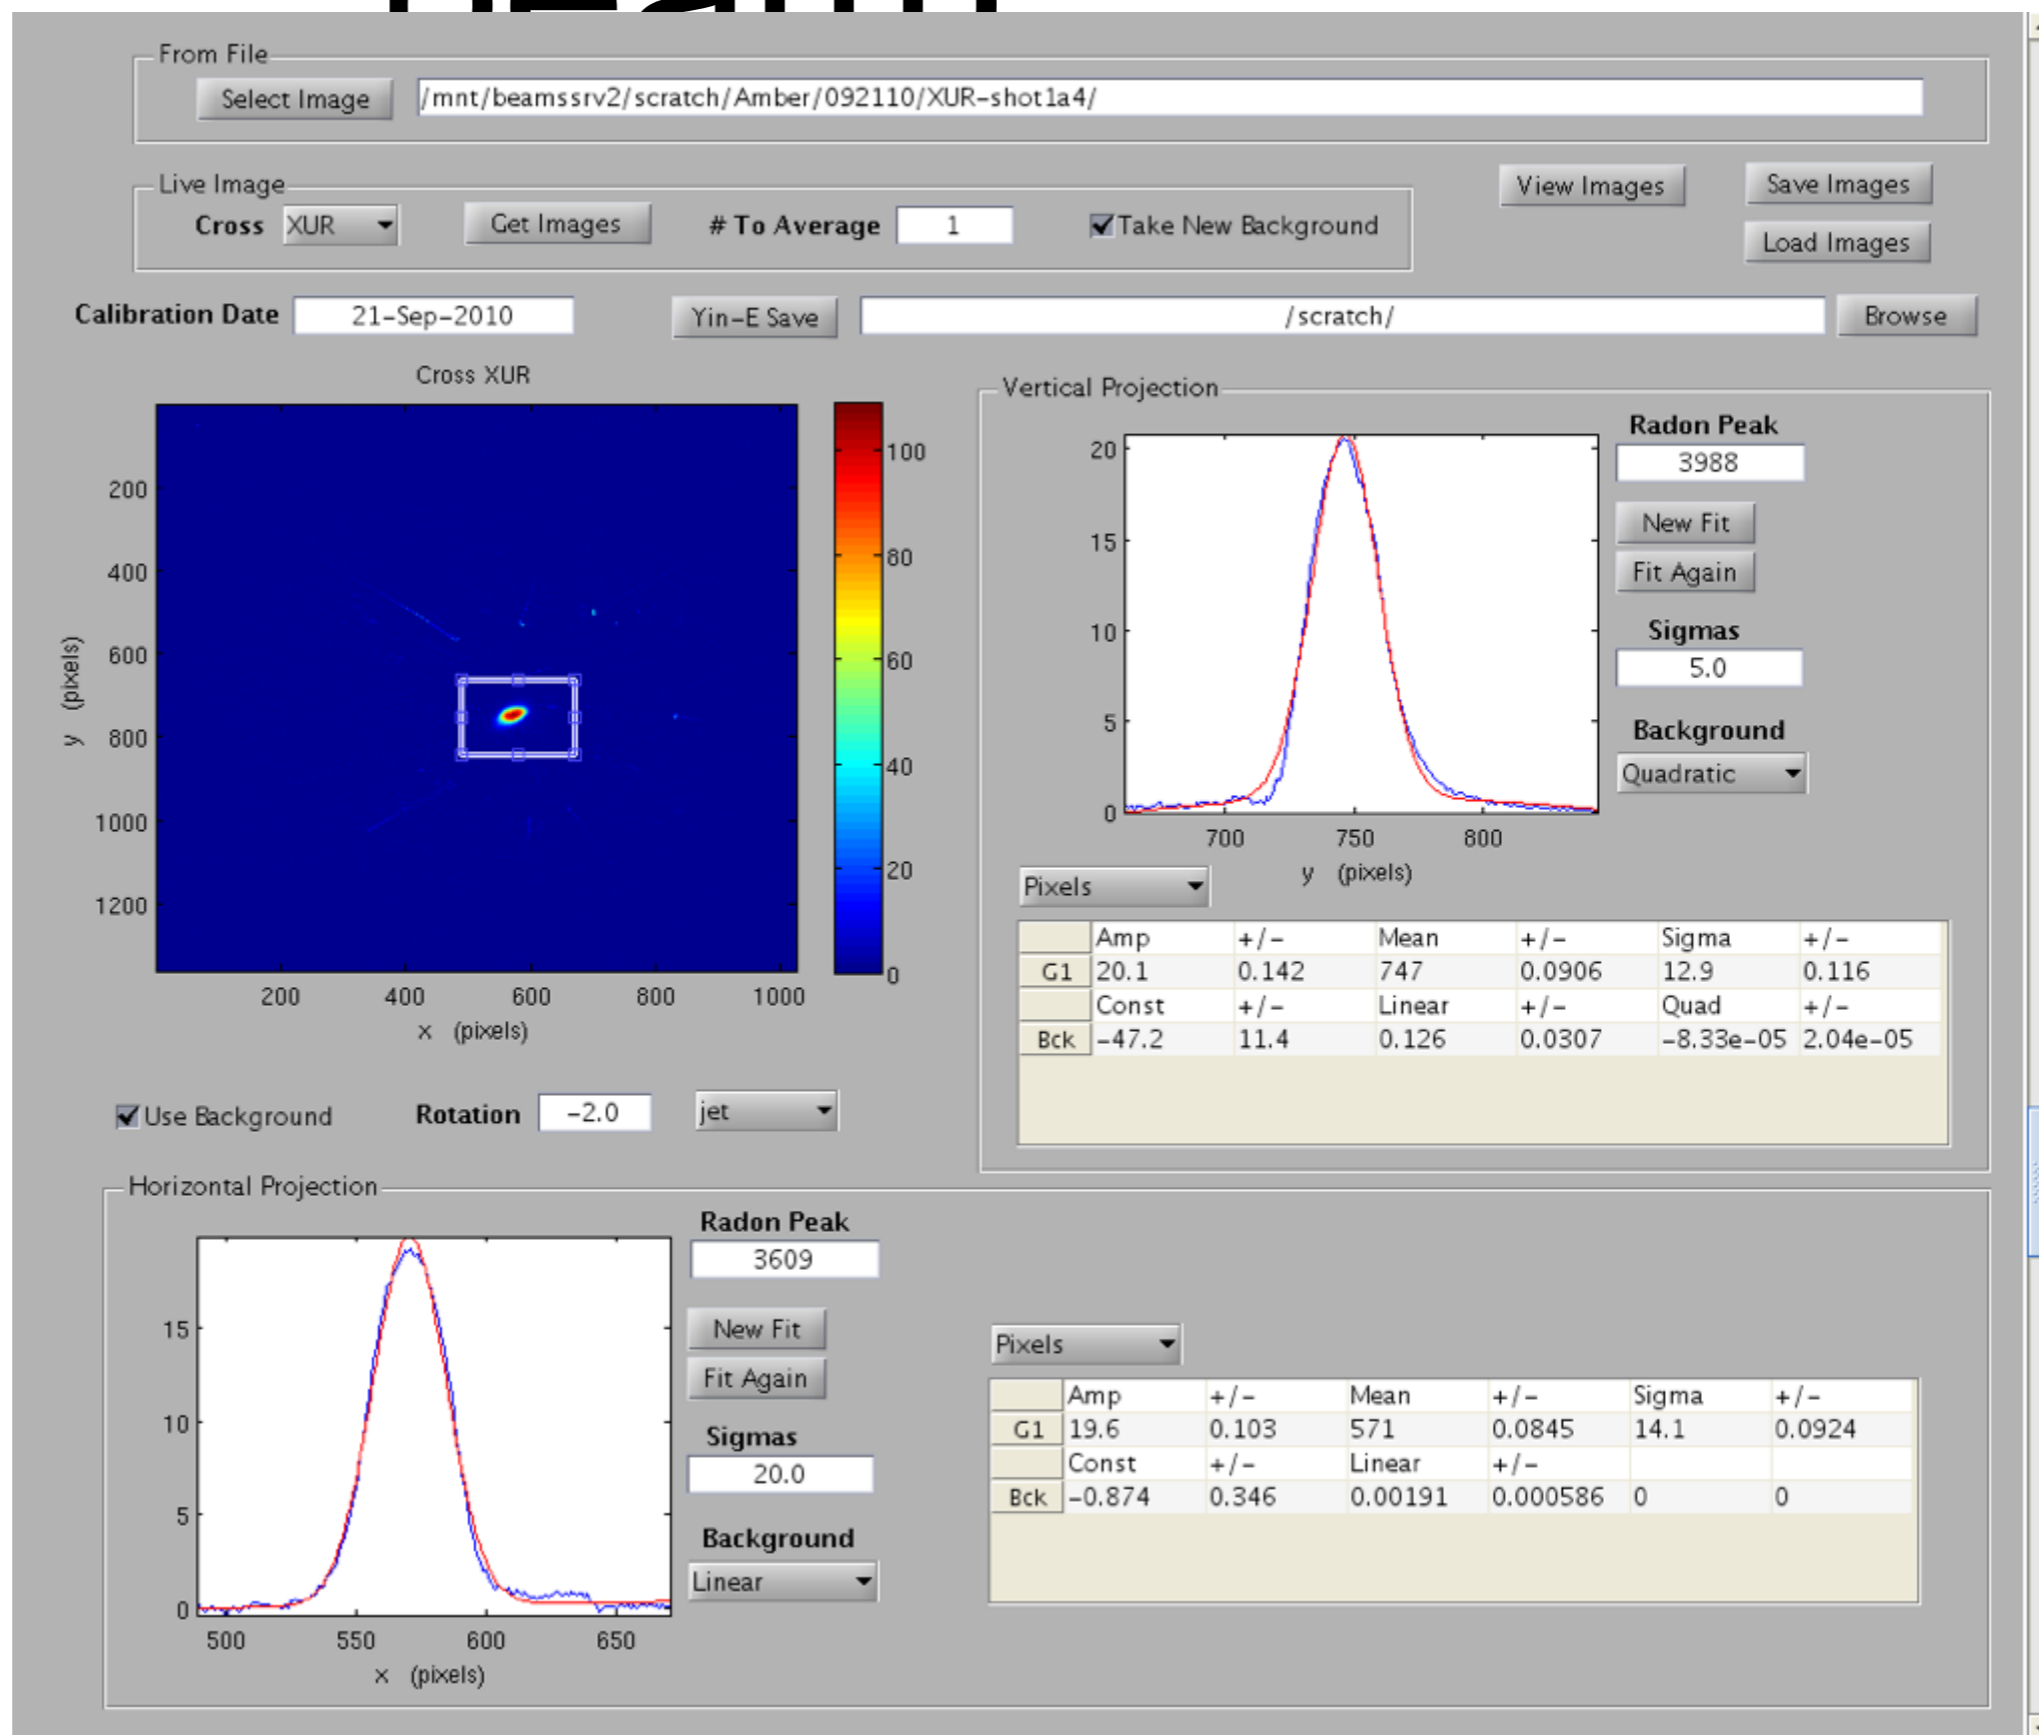 From File
Select Image /mnt/beamssrv2/scratch/Amber/092110/XUR-shot1a4/
Live Image
Cross XUR Get Images # To Average 1 Take New Background
View Images Save Images
Load Images
Calibration Date 21-Sep-2010 Yin-E Save /scratch/ Browse
Cross XUR
200
400
600
800
1000
1200
y (pixels)
200 400 600 800 1000
x (pixels)
100
80
60
40
20
0
Use Background Rotation -2.0 jet
Vertical Projection
20
15
10
5
0
700 750 800
y (pixels)
Radon Peak
3988
New Fit
Fit Again
Sigmas
5.0
Background
Quadratic
Pixels
Amp +/- Mean +/- Sigma +/-
G1 20.1 0.142 747 0.0906 12.9 0.116
Const +/- Linear +/- Quad +/-
Bck -47.2 11.4 0.126 0.0307 -8.33e-05 2.04e-05
Horizontal Projection
15
10
5
0
500 550 600 650
x (pixels)
Radon Peak
3609
New Fit
Fit Again
Sigmas
20.0
Background
Linear
Pixels
Amp +/- Mean +/- Sigma +/-
G1 19.6 0.103 571 0.0845 14.1 0.0924
Const +/- Linear +/-
Bck -0.874 0.346 0.00191 0.000586 0 0